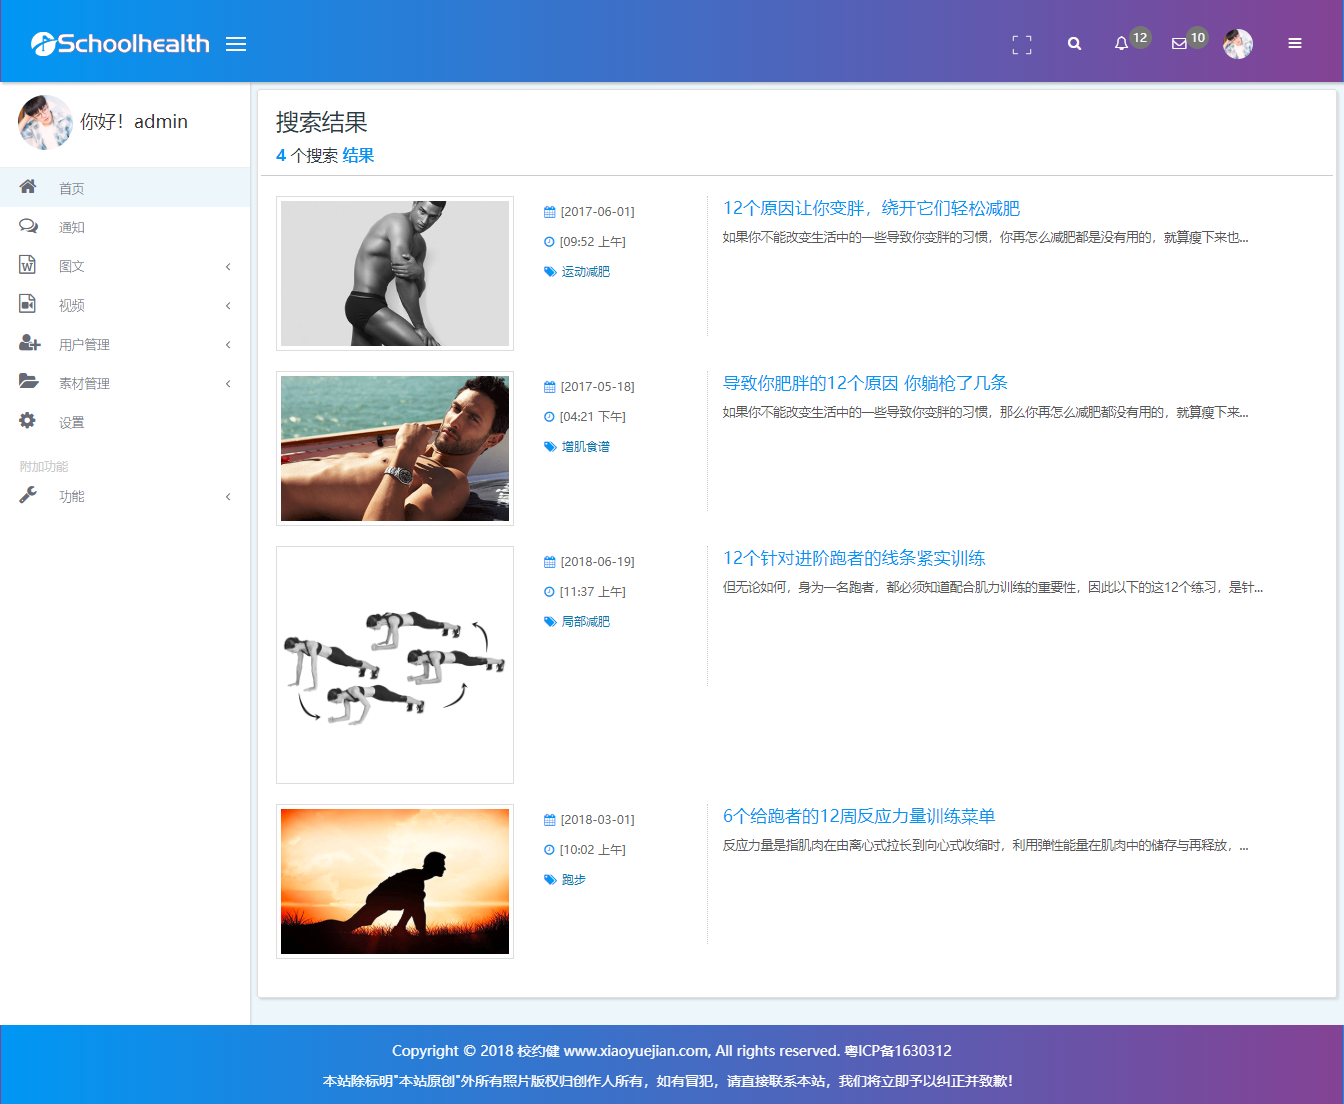 Schoolhealth
12
10
你好！admin
首页
通知
图文
视频
用户管理
素材管理
设置
附加功能
功能
搜索结果
4 个搜索 结果
[2017-06-01]
[09:52 上午]
运动减肥
12个原因让你变胖，绕开它们轻松减肥
如果你不能改变生活中的一些导致你变胖的习惯，你再怎么减肥都是没有用的，就算瘦下来也...
[2017-05-18]
[04:21 下午]
增肌食谱
导致你肥胖的12个原因 你躺枪了几条
如果你不能改变生活中的一些导致你变胖的习惯，那么你再怎么减肥都没有用的，就算瘦下来...
[2018-06-19]
[11:37 上午]
局部减肥
12个针对进阶跑者的线条紧实训练
但无论如何，身为一名跑者，都必须知道配合肌力训练的重要性，因此以下的这12个练习，是针...
[2018-03-01]
[10:02 上午]
跑步
6个给跑者的12周反应力量训练菜单
反应力量是指肌肉在由离心式拉长到向心式收缩时，利用弹性能量在肌肉中的储存与再释放，...
Copyright © 2018 校约健 www.xiaoyuejian.com, All rights reserved. 粤ICP备1630312
本站除标明"本站原创"外所有照片版权归创作人所有，如有冒犯，请直接联系本站，我们将立即予以纠正并致歉！